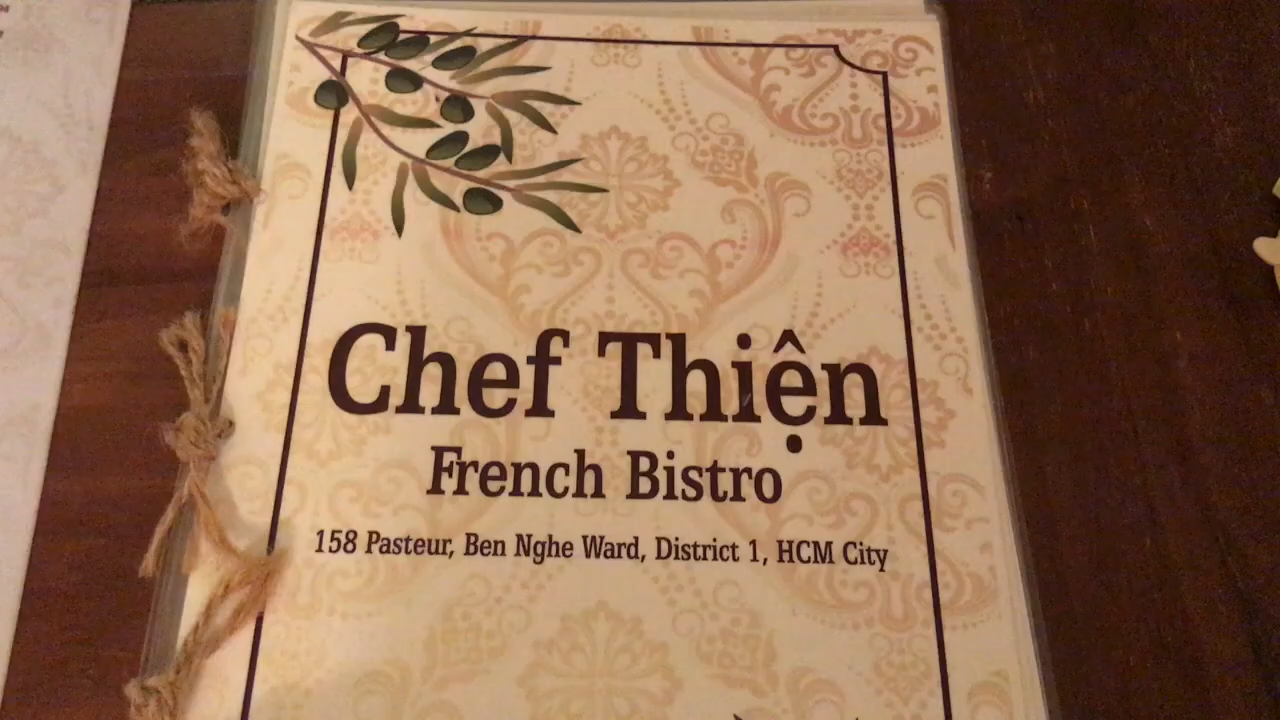 Chef Thiện
French Bistro
158 Pasteur, Ben Nghe Ward, District 1, HCM City